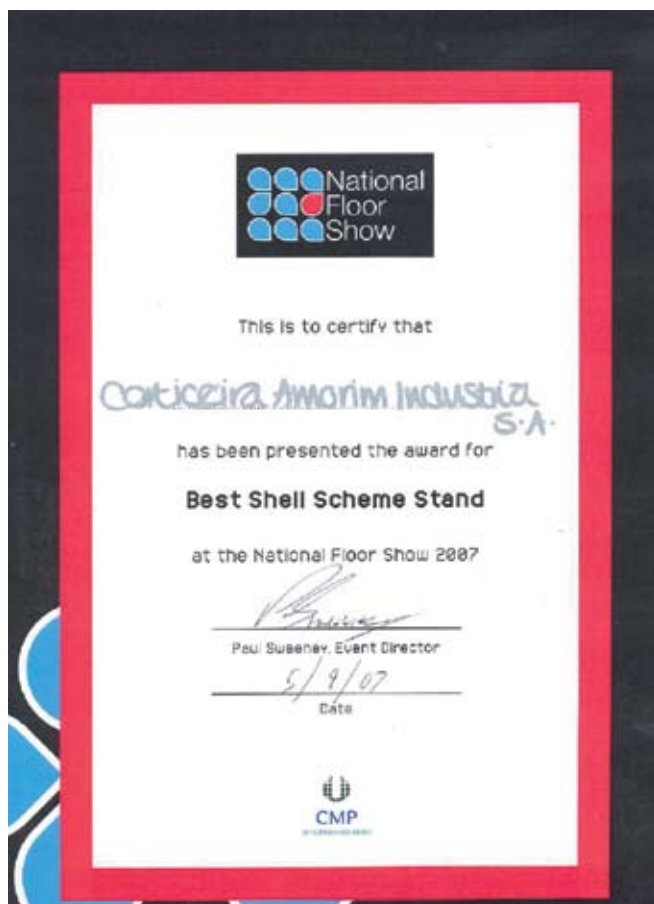 National
Floor
Show
This is to certify that
Corticeira Amorim Industria
S.A.
has been presented the award for
Best Shell Scheme Stand
at the National Floor Show 2007
Paul Sweeney, Event Director
5/9/07
Date
CMP